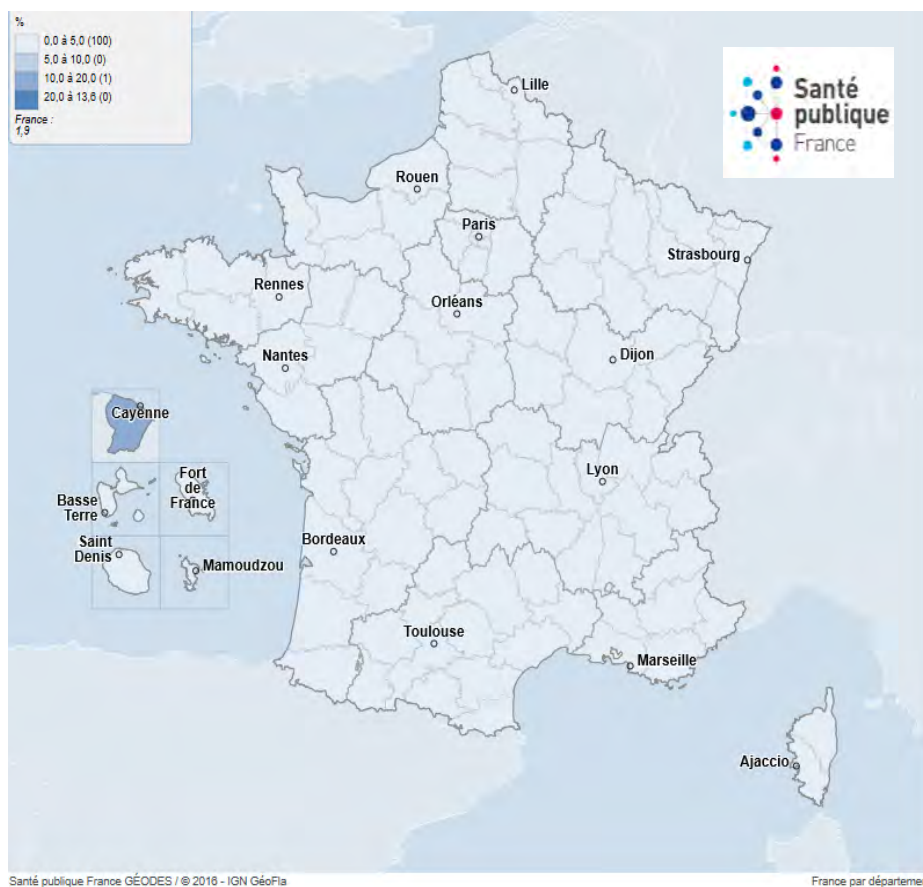 %
0,0 à 5,0 (100)
5,0 à 10,0 (0)
10,0 à 20,0 (1)
20,0 à 13,6 (0)
France :
1,9
Santé
publique
France
Lille
Rouen
Paris
Strasbourg
Rennes
Orléans
Nantes
Dijon
Cayenne
Lyon
Basse
Terre
Fort
de
France
Saint
Denis
Mamoudzou
Bordeaux
Toulouse
Marseille
Ajaccio
Santé publique France GÉODES / © 2016 - IGN GéoFla
France par départeme